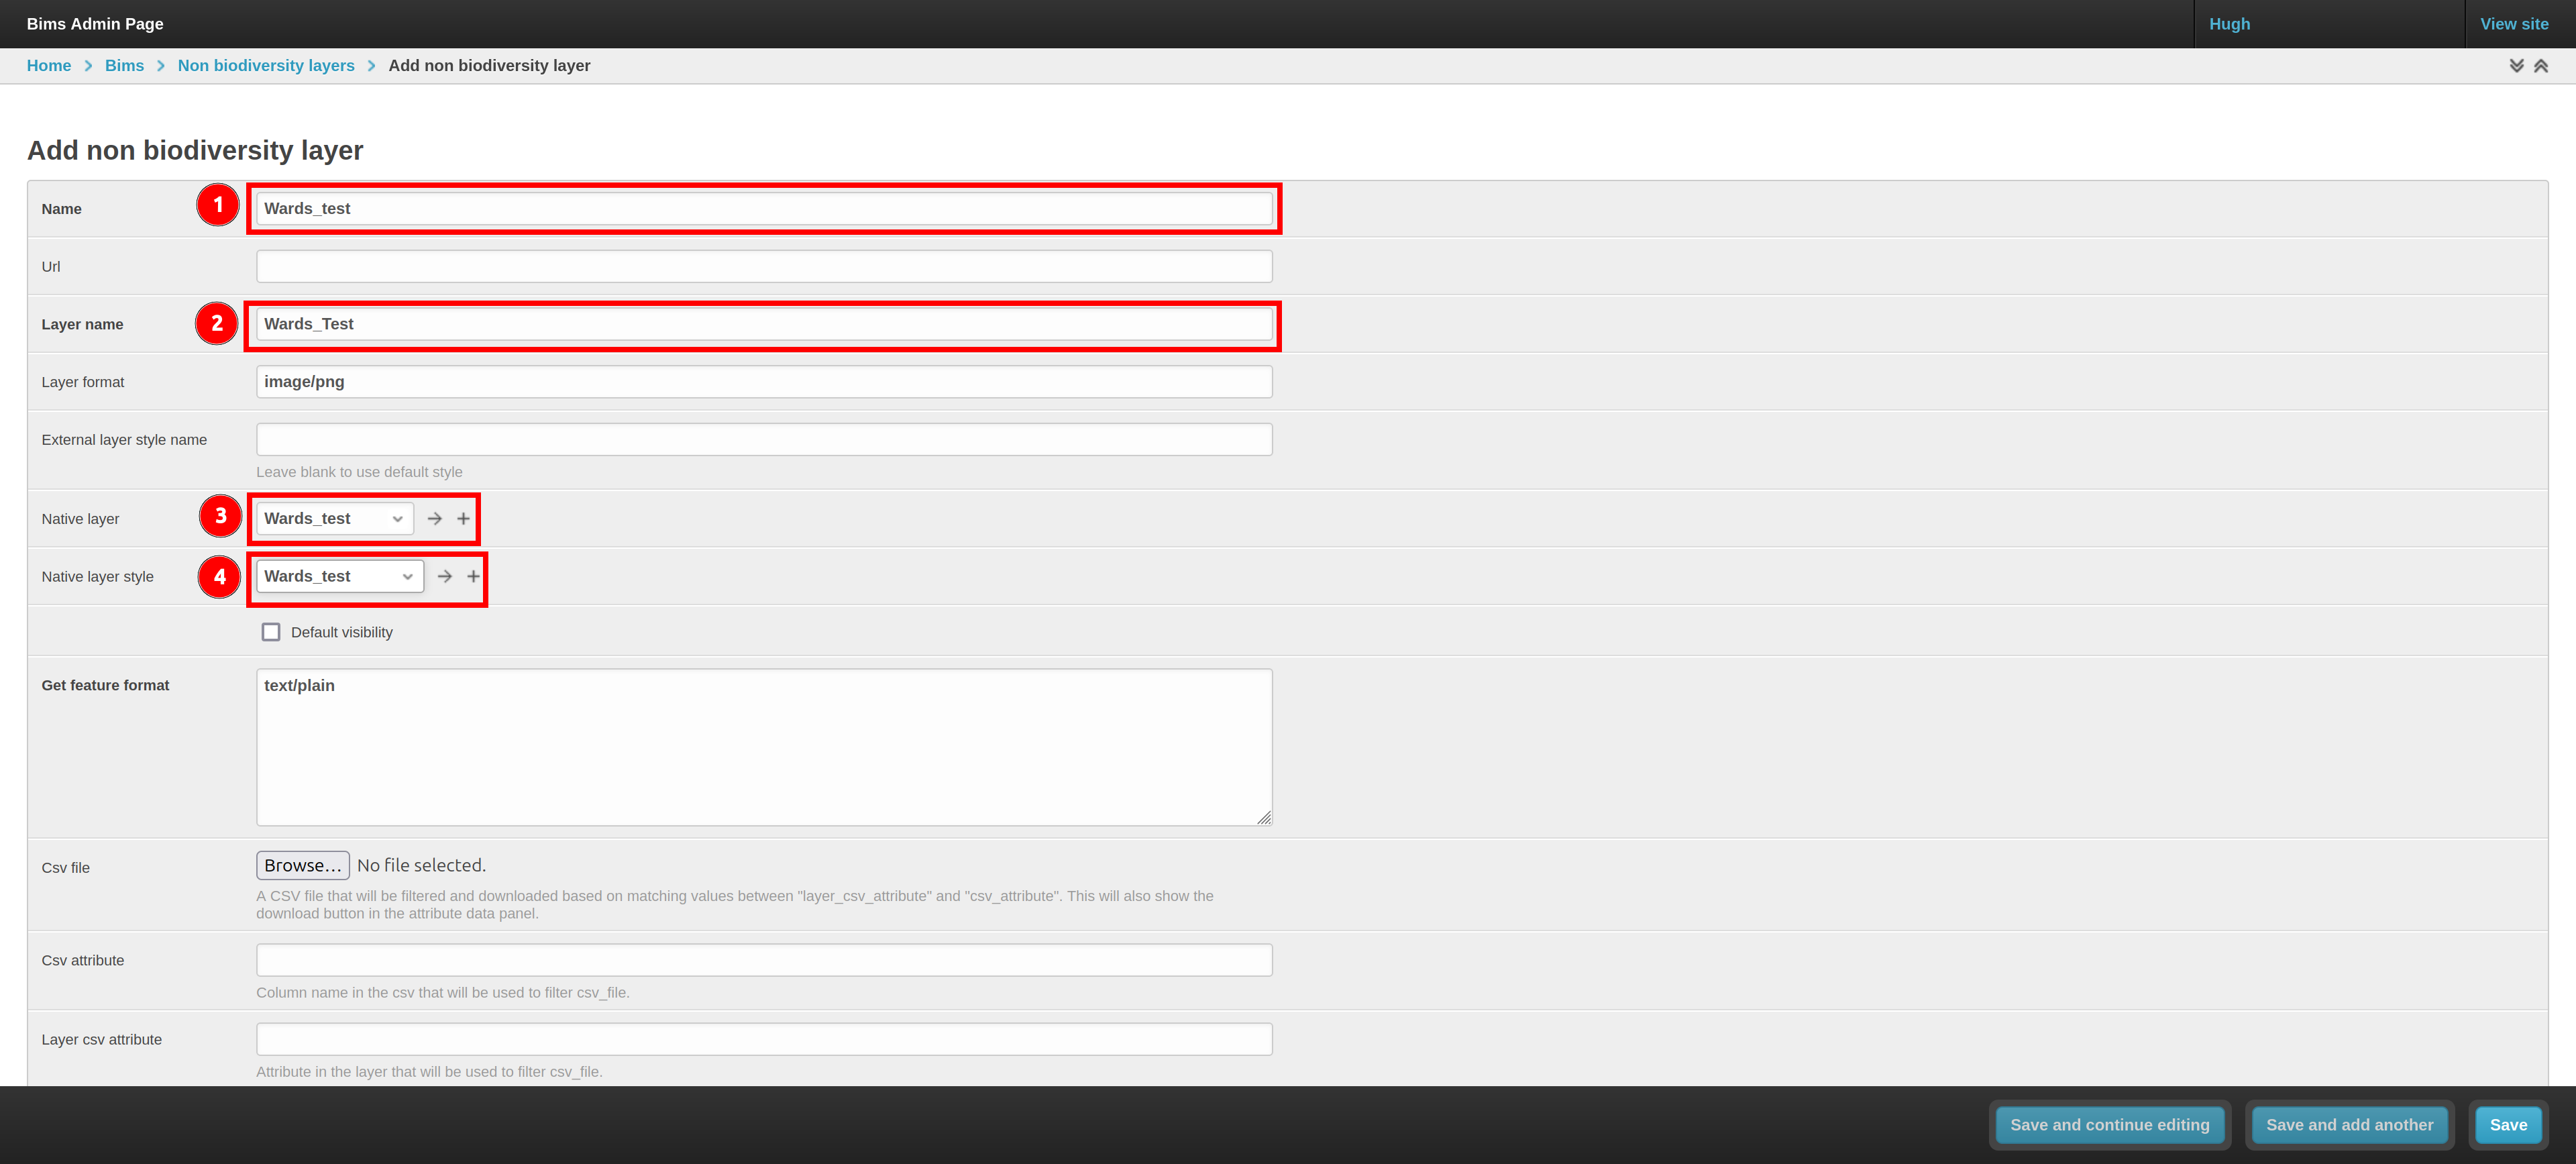 Bims Admin Page
Hugh
View site
Home > Bims > Non biodiversity layers > Add non biodiversity layer
Add non biodiversity layer
Name 1 Wards_test
Url
Layer name 2 Wards_Test
Layer format image/png
External layer style name
Leave blank to use default style
Native layer 3 Wards_test
Native layer style 4 Wards_test
Default visibility
Get feature format text/plain
Csv file Browse... No file selected.
A CSV file that will be filtered and downloaded based on matching values between "layer_csv_attribute" and "csv_attribute". This will also show the
download button in the attribute data panel.
Csv attribute
Column name in the csv that will be used to filter csv_file.
Layer csv attribute
Attribute in the layer that will be used to filter csv_file.
Save and continue editing
Save and add another
Save